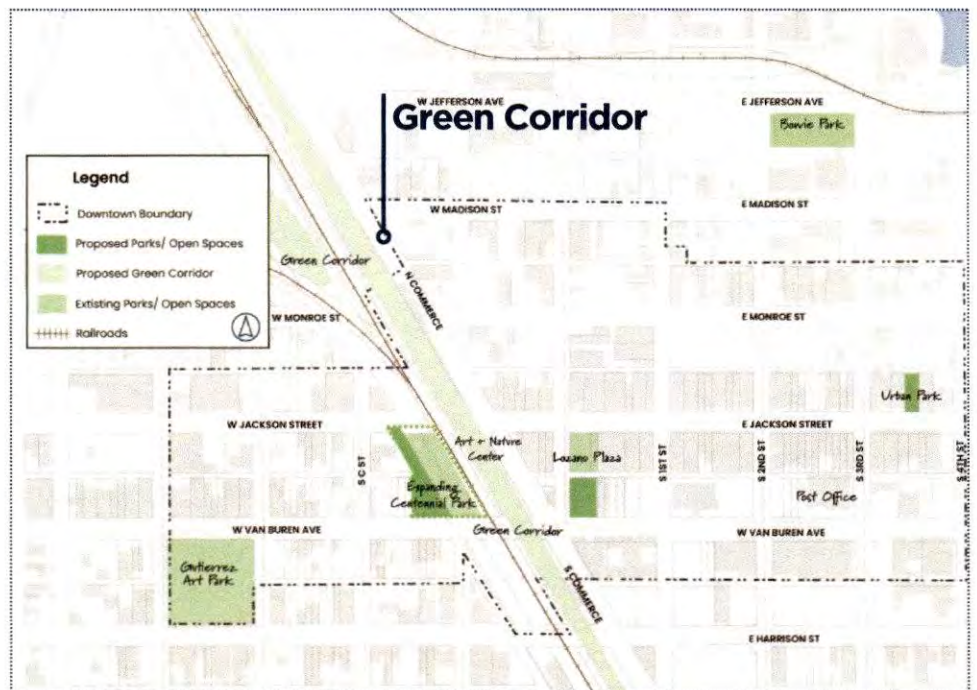 W JEFFERSON AVE
E JEFFERSON AVE
Green Corridor
Bowie Park
Legend
Downtown Boundary
Proposed Parks/ Open Spaces
Proposed Green Corridor
Extisting Parks/ Open Spaces
Railroads
W MADISON ST
E MADISON ST
Green Corridor
N COMMERCE
W MONROE ST
E MONROE ST
Urban Park
W JACKSON STREET
E JACKSON STREET
Art + Nature
Center
Lozano Plaza
S C ST
S 1ST ST
S 2ND ST
S 3RD ST
S 4TH ST
Expanding
Centennial Park
Post Office
W VAN BUREN AVE
Green Corridor
W VAN BUREN AVE
Gutierrez
Art Park
S COMMERCE
E HARRISON ST